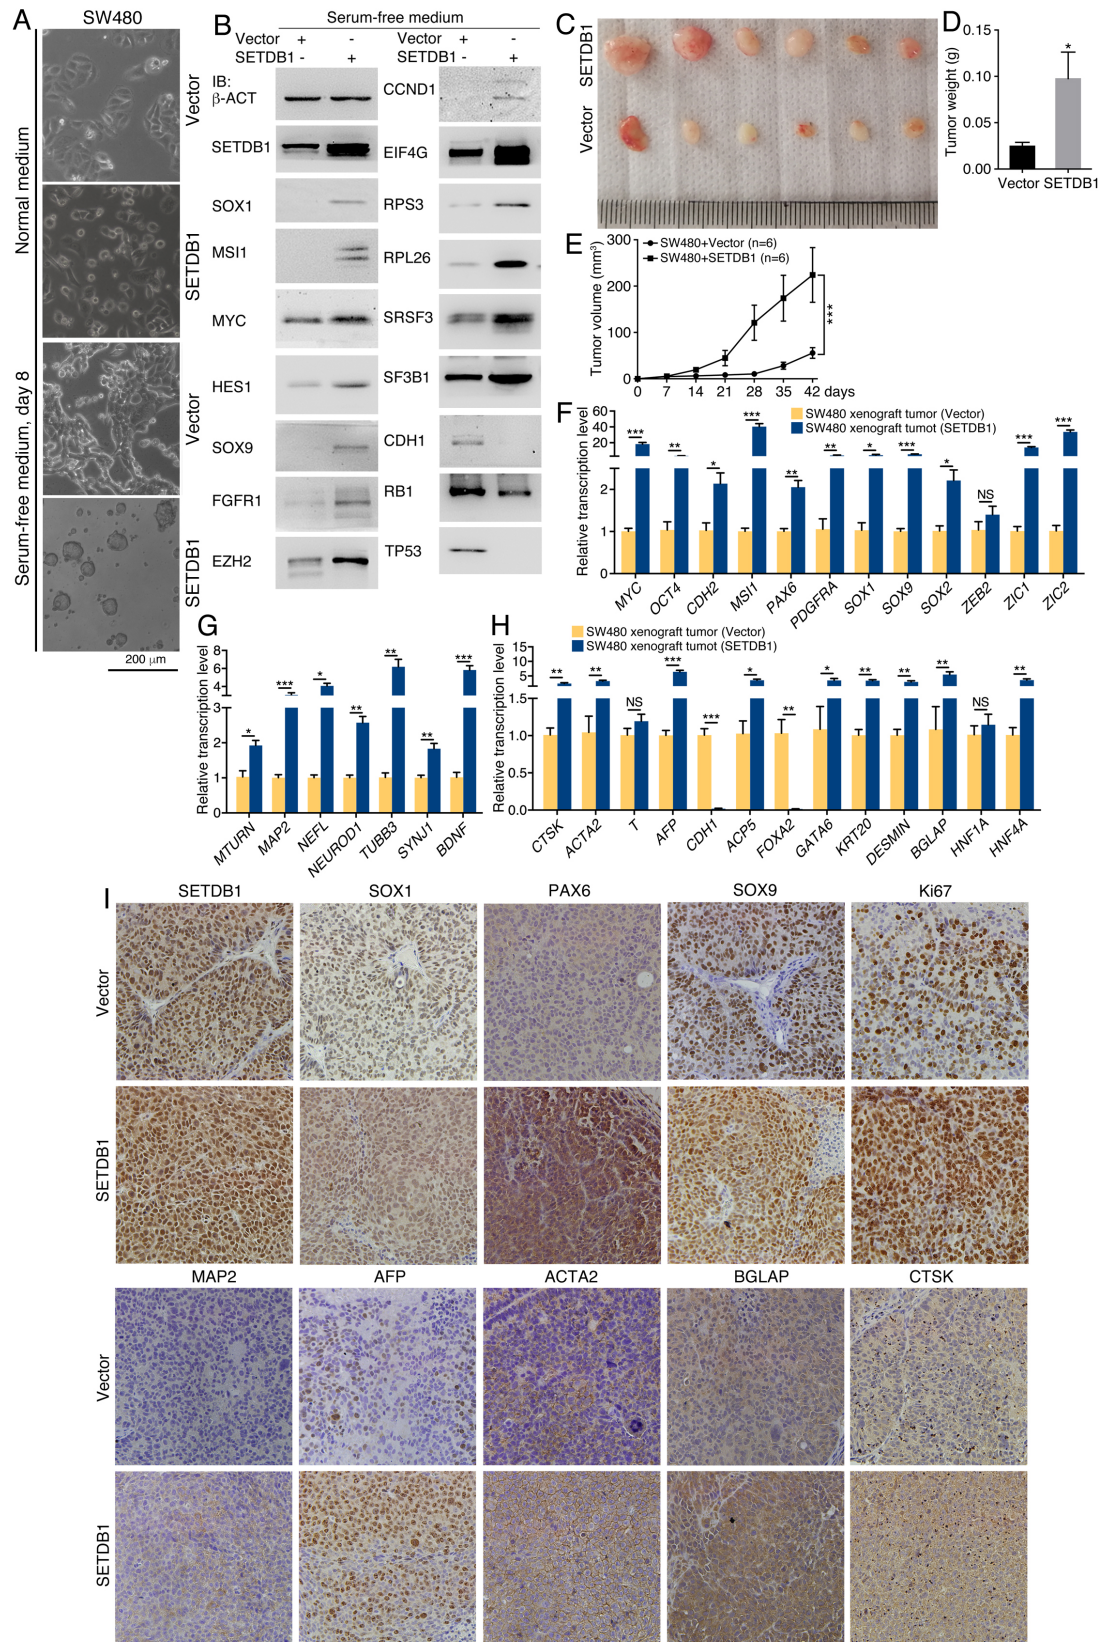 A
SW480
Normal medium
Serum-free medium, day 8
Vector
SETDB1
Vector
SETDB1
200 µm
B
Serum-free medium
Vector + - Vector + -
SETDB1 - + SETDB1 - +
IB:
β-ACT
SETDB1
SOX1
MSI1
MYC
HES1
SOX9
FGFR1
EZH2
CCND1
EIF4G
RPS3
RPL26
SRSF3
SF3B1
CDH1
RB1
TP53
C
SETDB1
Vector
D
Tumor weight (g)
0.15
0.10
0.05
0.00
*
Vector SETDB1
E
Tumor volume (mm³)
300
200
100
0
SW480+Vector (n=6)
SW480+SETDB1 (n=6)
***
0 7 14 21 28 35 42 days
F
Relative transcription level
60
40
20
2
1
0
SW480 xenograft tumor (Vector)
SW480 xenograft tumot (SETDB1)
*** ** * *** ** ** * *** * NS *** ***
MYC OCT4 CDH2 MSI1 PAX6 PDGFRA SOX1 SOX9 SOX2 ZEB2 ZIC1 ZIC2
G
Relative transcription level
8
6
4
2
3
2
1
0
* *** * ** ** ** ***
MTURN MAP2 NEFL NEUROD1 TUBB3 SYNJ1 BDNF
H
Relative transcription level
15
10
5
1.5
1.0
0.5
0.0
SW480 xenograft tumor (Vector)
SW480 xenograft tumot (SETDB1)
** ** NS *** *** * ** * ** ** ** NS **
CTSK ACTA2 T AFP CDH1 ACP5 FOXA2 GATA6 KRT20 DESMIN BGLAP HNF1A HNF4A
I
SETDB1 SOX1 PAX6 SOX9 Ki67
Vector
SETDB1
MAP2 AFP ACTA2 BGLAP CTSK
Vector
SETDB1